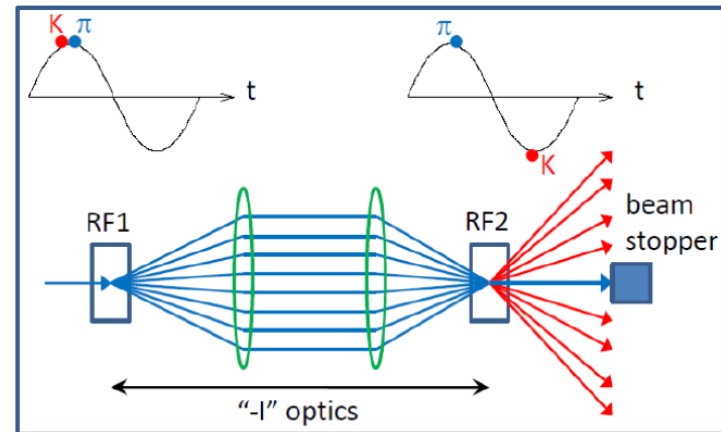 K π
t
π
t
K
RF1
RF2
beam
stopper
“-I” optics